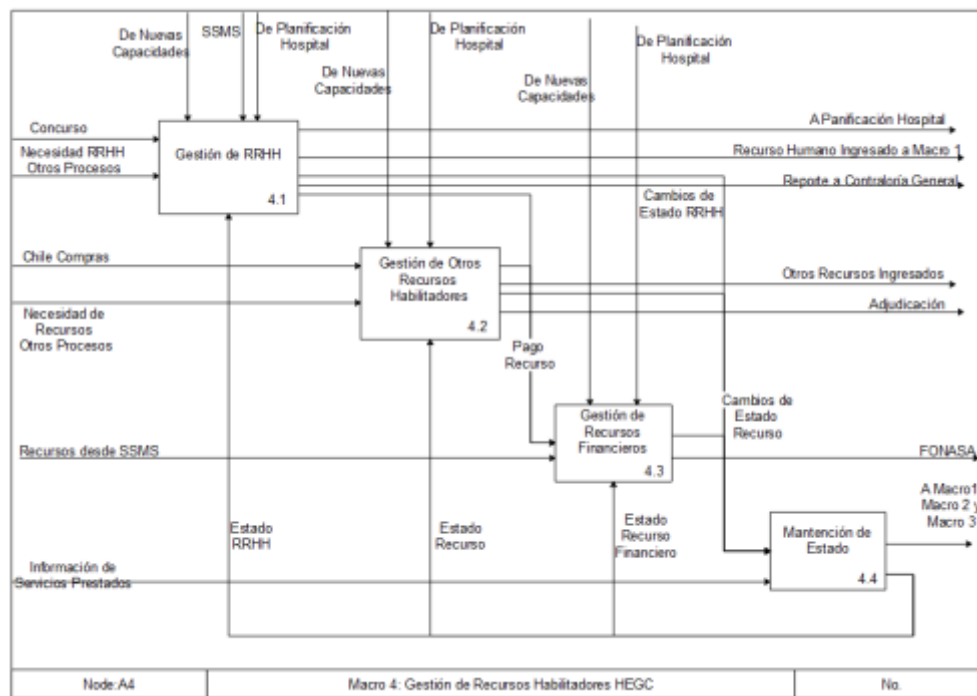 De Nuevas
Capacidades
SSMS
De Planificación
Hospital
De Nuevas
Capacidades
De Planificación
Hospital
De Nuevas
Capacidades
De Planificación
Hospital
Concurso
Necesidad RRHH
Otros Procesos
Gestión de RRHH
4.1
A Panificación Hospital
Recurso Humano Ingresado a Macro 1
Reporte a Contraloría General
Cambios de
Estado RRHH
Chile Compras
Necesidad de
Recursos
Otros Procesos
Gestión de Otros
Recursos
Habilitadores
4.2
Otros Recursos Ingresados
Adjudicación
Pago
Recurso
Cambios de
Estado
Recurso
Recursos desde SSMS
Gestión de
Recursos
Financieros
4.3
FONASA
A Macro1
Macro 2 y
Macro 3
Estado
RRHH
Estado
Recurso
Estado
Recurso
Financiero
Mantención de
Estado
4.4
Información de
Servicios Prestados
Node:A4
Macro 4: Gestión de Recursos Habilitadores HEGC
No.